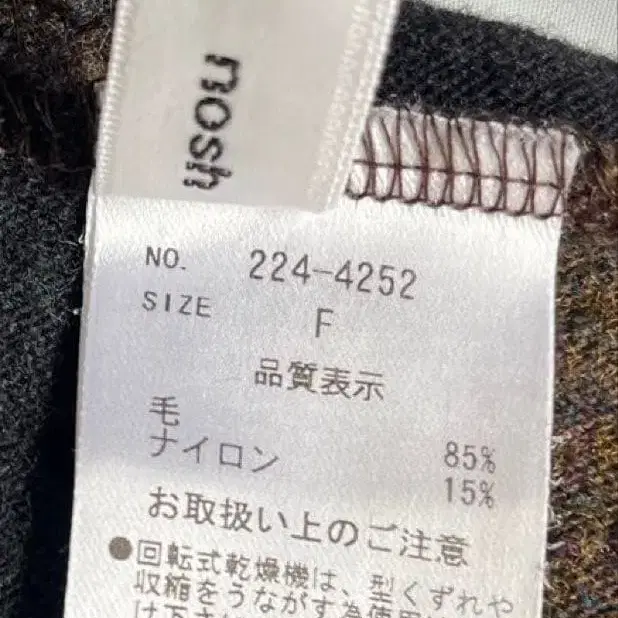 nosh
NO. 224-4252
SIZE F
品質表示
毛 85%
ナイロン 15%
お取扱い上のご注意
●回転式乾燥機は、型くずれや
収縮をうながす為使用